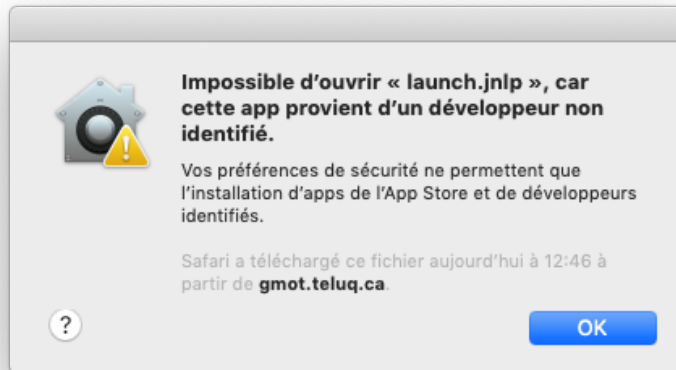 Impossible d’ouvrir « launch.jnlp », car
cette app provient d’un développeur non
identifié.
Vos préférences de sécurité ne permettent que
l’installation d’apps de l’App Store et de développeurs
identifiés.
Safari a téléchargé ce fichier aujourd’hui à 12:46 à
partir de gmot.teluq.ca.
?
OK